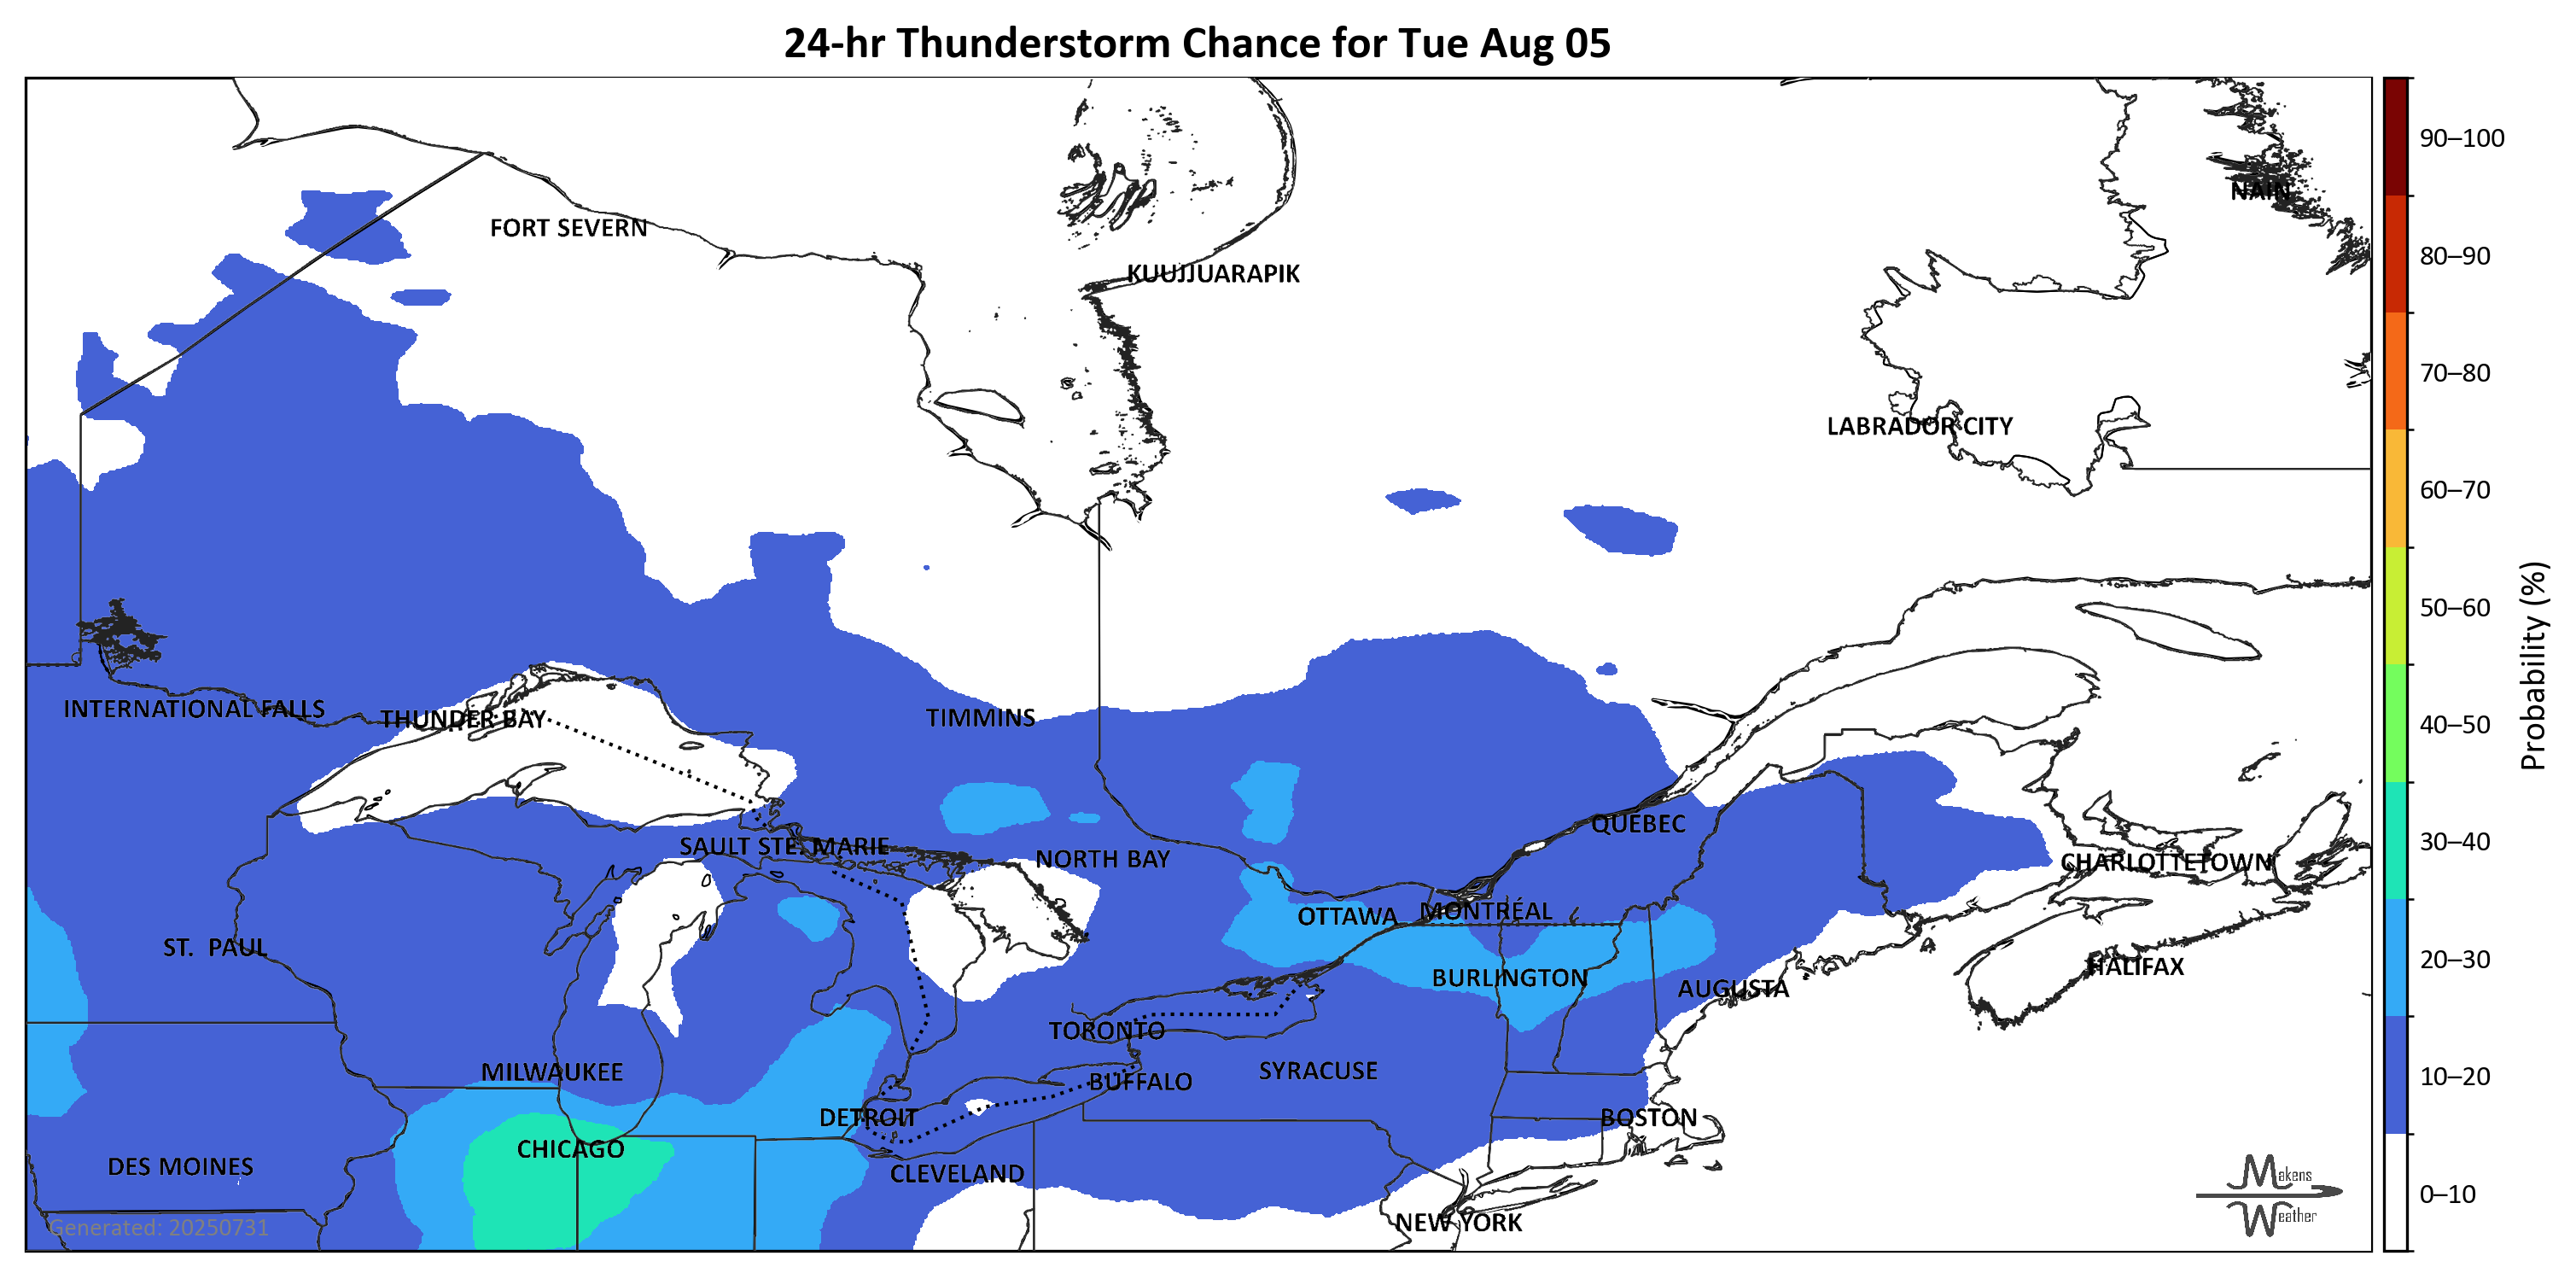 24-hr Thunderstorm Chance for Tue Aug 05
90–100
NAIN
FORT SEVERN
80–90
KUUJJUARAPIK
70–80
LABRADOR CITY
60–70
50–60
Probability (%)
INTERNATIONAL FALLS
THUNDER BAY
TIMMINS
40–50
QUEBEC
30–40
SAULT STE. MARIE
NORTH BAY
CHARLOTTETOWN
OTTAWA
MONTRÉAL
ST. PAUL
20–30
HALIFAX
BURLINGTON
AUGUSTA
TORONTO
MILWAUKEE
SYRACUSE
BUFFALO
10–20
DETROIT
BOSTON
CHICAGO
DES MOINES
CLEVELAND
Makens
Weather
0–10
NEW YORK
Generated: 20250731